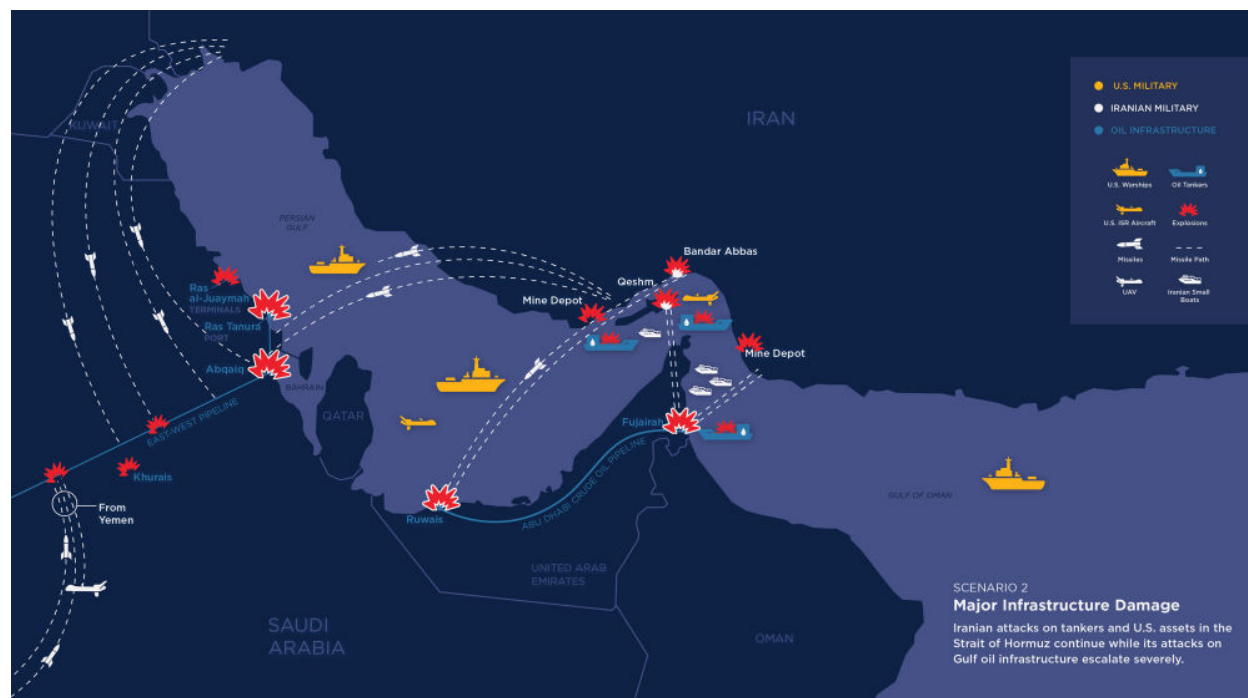 KUWAIT
IRAN
PERSIAN
GULF
Bandar Abbas
Qeshm
Mine Depot
Ras
al-Juaymah
TERMINALS
Ras Tanura
PORT
Abqaiq
BAHRAIN
QATAR
Mine Depot
EAST-WEST PIPELINE
Khurais
Fujairah
From
Yemen
Ruwais
ABU DHABI CRUDE OIL PIPELINE
GULF OF OMAN
UNITED ARAB
EMIRATES
SAUDI
ARABIA
OMAN
U.S. MILITARY
IRANIAN MILITARY
OIL INFRASTRUCTURE
U.S. Warships
Oil Tankers
U.S. ISR Aircraft
Explosions
Missiles
Missile Path
UAV
Iranian Small
Boats
SCENARIO 2
Major Infrastructure Damage
Iranian attacks on tankers and U.S. assets in the
Strait of Hormuz continue while its attacks on
Gulf oil infrastructure escalate severely.